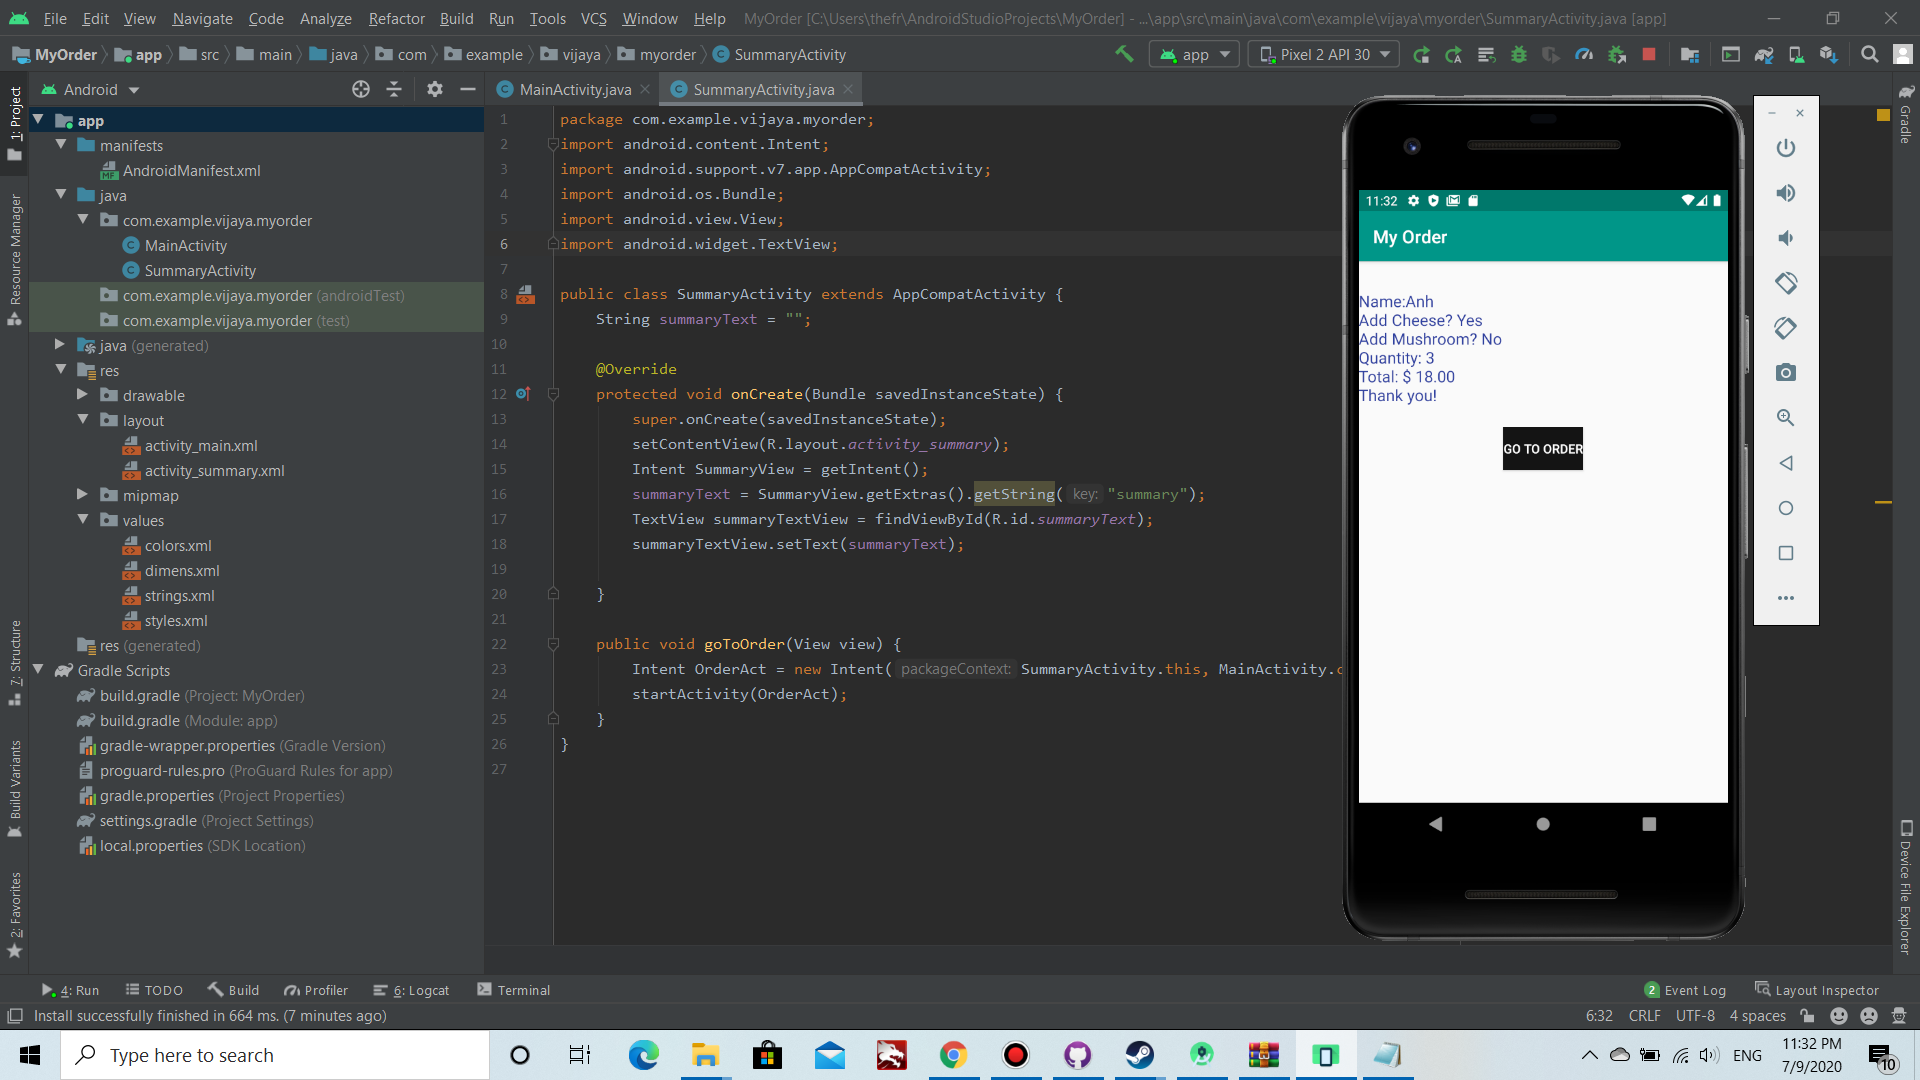 File Edit View Navigate Code Analyze Refactor Build Run Tools VCS Window Help MyOrder [C:\Users\thefr\AndroidStudioProjects\MyOrder] - ...\app\src\main\java\com\example\vijaya\myorder\SummaryActivity.java [app]
MyOrder app src main java com example vijaya myorder SummaryActivity app Pixel 2 API 30
Android
MainActivity.java SummaryActivity.java
1: Project
Resource Manager
7: Structure
Build Variants
2: Favorites
app
manifests
AndroidManifest.xml
java
com.example.vijaya.myorder
MainActivity
SummaryActivity
com.example.vijaya.myorder (androidTest)
com.example.vijaya.myorder (test)
java (generated)
res
drawable
layout
activity_main.xml
activity_summary.xml
mipmap
values
colors.xml
dimens.xml
strings.xml
styles.xml
res (generated)
Gradle Scripts
build.gradle (Project: MyOrder)
build.gradle (Module: app)
gradle-wrapper.properties (Gradle Version)
proguard-rules.pro (ProGuard Rules for app)
gradle.properties (Project Properties)
settings.gradle (Project Settings)
local.properties (SDK Location)
1 package com.example.vijaya.myorder;
2 import android.content.Intent;
3 import android.support.v7.app.AppCompatActivity;
4 import android.os.Bundle;
5 import android.view.View;
6 import android.widget.TextView;
7
8 public class SummaryActivity extends AppCompatActivity {
9 String summaryText = "";
10
11 @Override
12 protected void onCreate(Bundle savedInstanceState) {
13 super.onCreate(savedInstanceState);
14 setContentView(R.layout.activity_summary);
15 Intent SummaryView = getIntent();
16 summaryText = SummaryView.getExtras().getString( key: "summary");
17 TextView summaryTextView = findViewById(R.id.summaryText);
18 summaryTextView.setText(summaryText);
19
20 }
21
22 public void goToOrder(View view) {
23 Intent OrderAct = new Intent( packageContext: SummaryActivity.this, MainActivity.c
24 startActivity(OrderAct);
25 }
26 }
27
11:32
My Order
Name:Anh
Add Cheese? Yes
Add Mushroom? No
Quantity: 3
Total: $ 18.00
Thank you!
GO TO ORDER
Gradle
Device File Explorer
4: Run TODO Build Profiler 6: Logcat Terminal 2 Event Log Layout Inspector
Install successfully finished in 664 ms. (7 minutes ago) 6:32 CRLF UTF-8 4 spaces
Type here to search
ENG
11:32 PM
7/9/2020
10